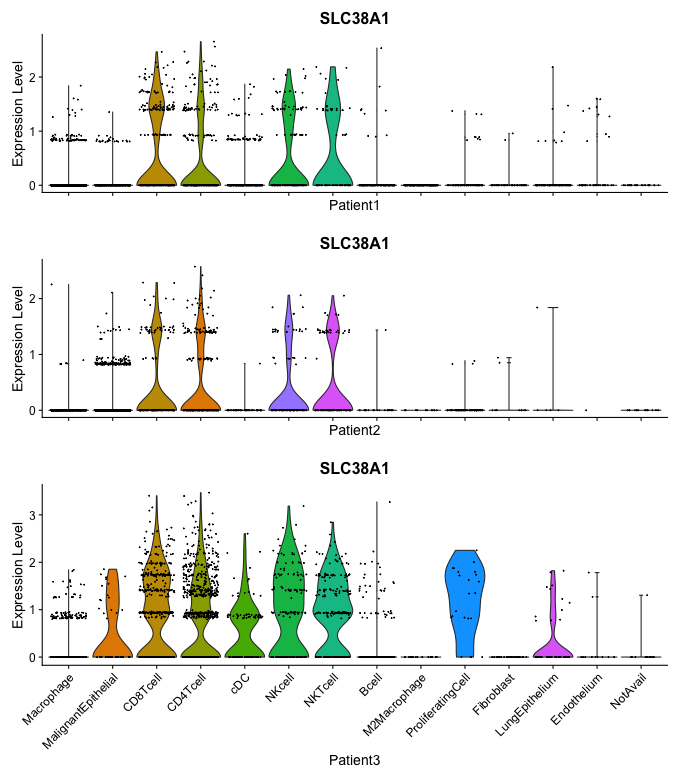 SLC38A1
Expression Level
2
1
0
Patient1
SLC38A1
Expression Level
2
1
0
Patient2
SLC38A1
Expression Level
3
2
1
0
Macrophage
MalignantEpithelial
CD8Tcell
CD4Tcell
cDC
NKcell
NKTcell
Bcell
M2Macrophage
ProliferatingCell
Fibroblast
LungEpithelium
Endothelium
NotAvail
Patient3